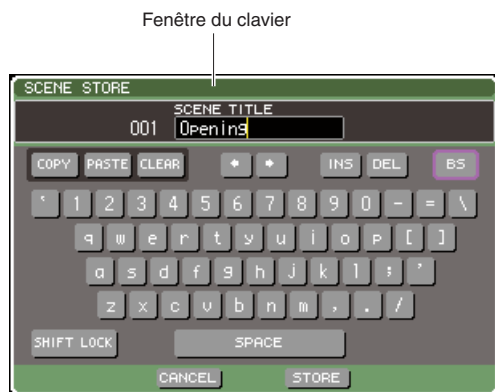 Fenêtre du clavier
SCENE STORE
SCENE TITLE
001 Opening
COPY PASTE CLEAR INS DEL BS
` 1 2 3 4 5 6 7 8 9 0 - = \
q w e r t y u i o p [ ]
a s d f g h j k l ; '
z x c v b n m , . /
SHIFT LOCK SPACE
CANCEL STORE